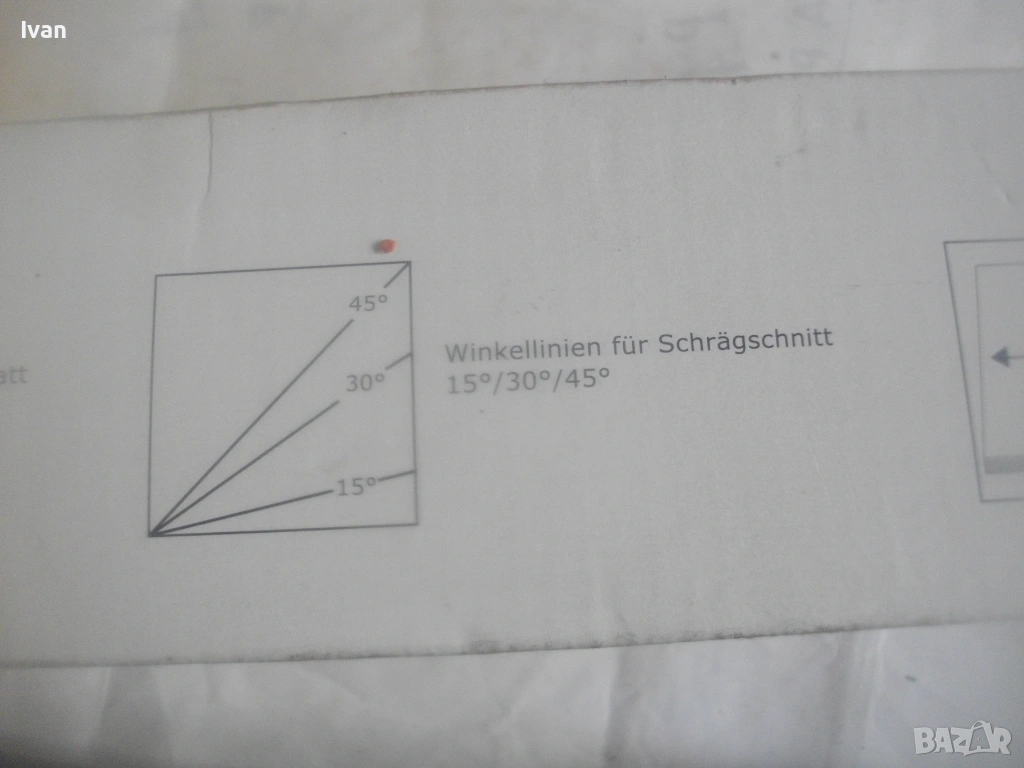 Ivan
45°
30°
15°
Winkellinien für Schrägschnitt
15°/30°/45°
att
BAZAR